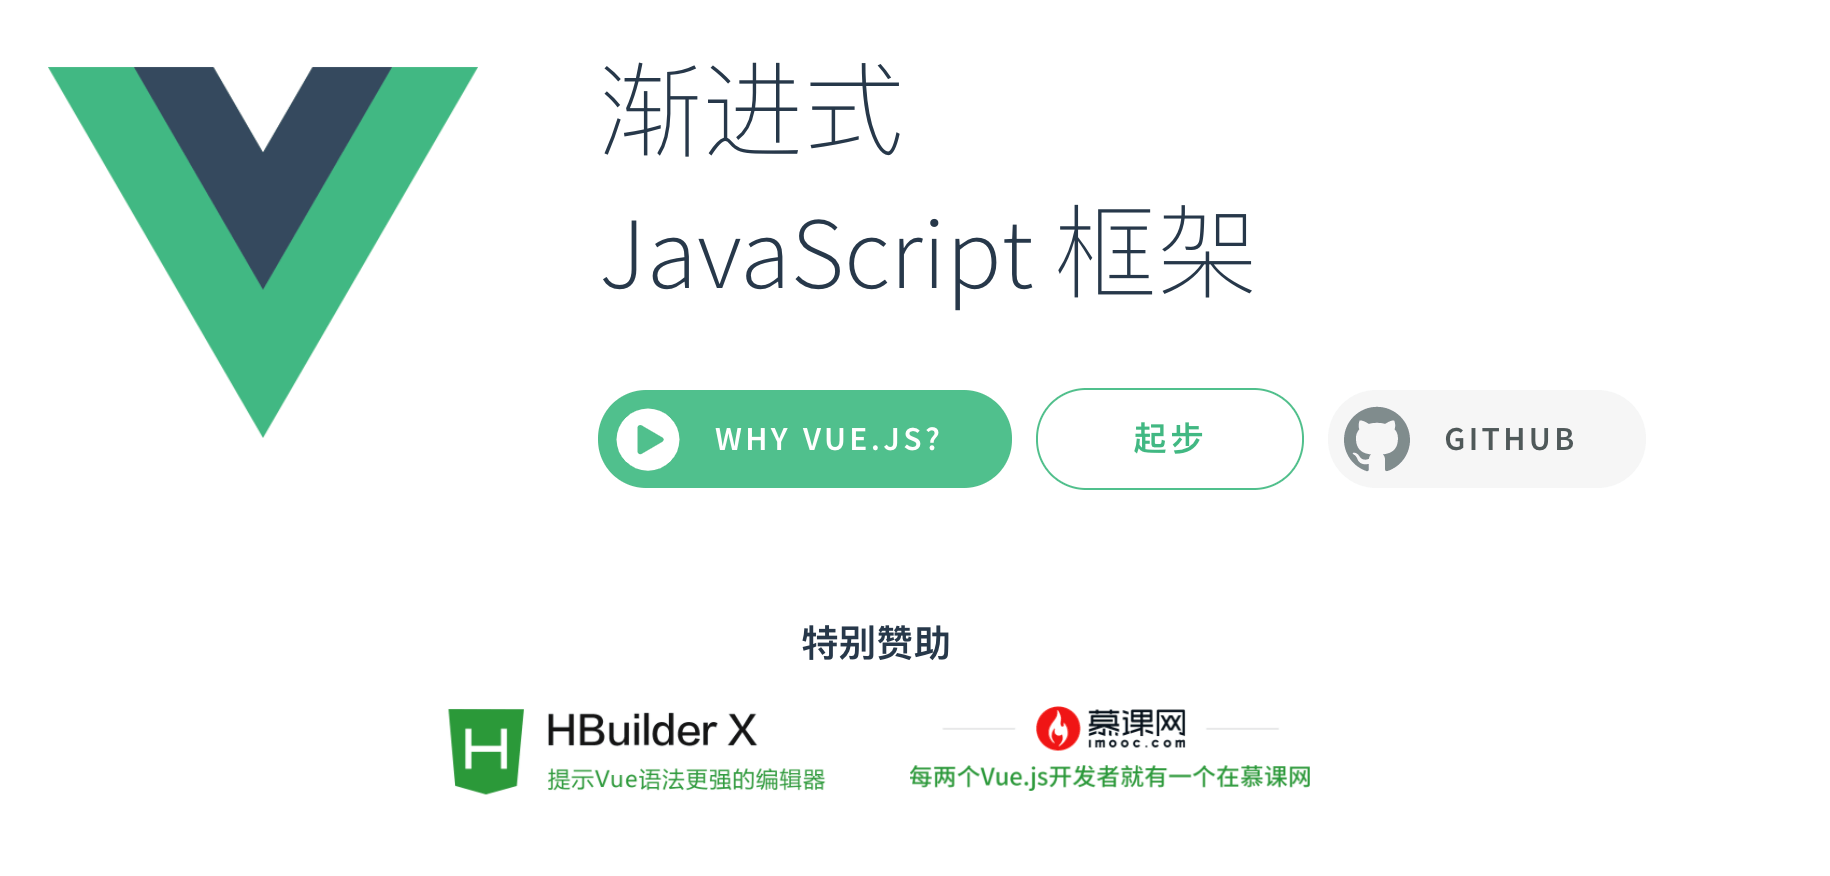 渐进式
JavaScript 框架
WHY VUE.JS?
起步
GITHUB
特别赞助
H
HBuilder X
提示Vue语法更强的编辑器
慕课网
imooc.com
每两个Vue.js开发者就有一个在慕课网